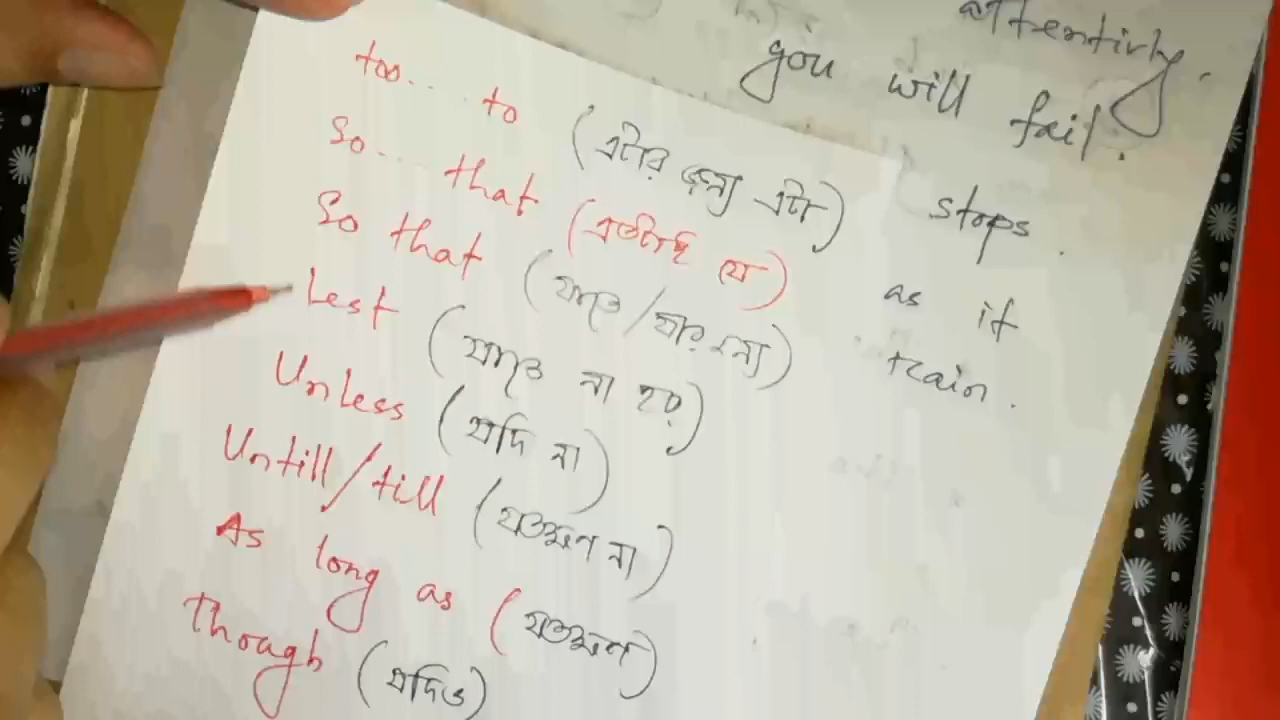 attentivly.
you will fail.
too.... to (এটার জন্য এটা)
stops.
So... that (এতটাই যে)
as if
So that (যাতে/যার জন্য)
train.
Lest (যাতে না হয়)
Unless (যদি না)
Untill/till (যতক্ষণ না)
As long as (যতক্ষণ)
Though (যদিও)